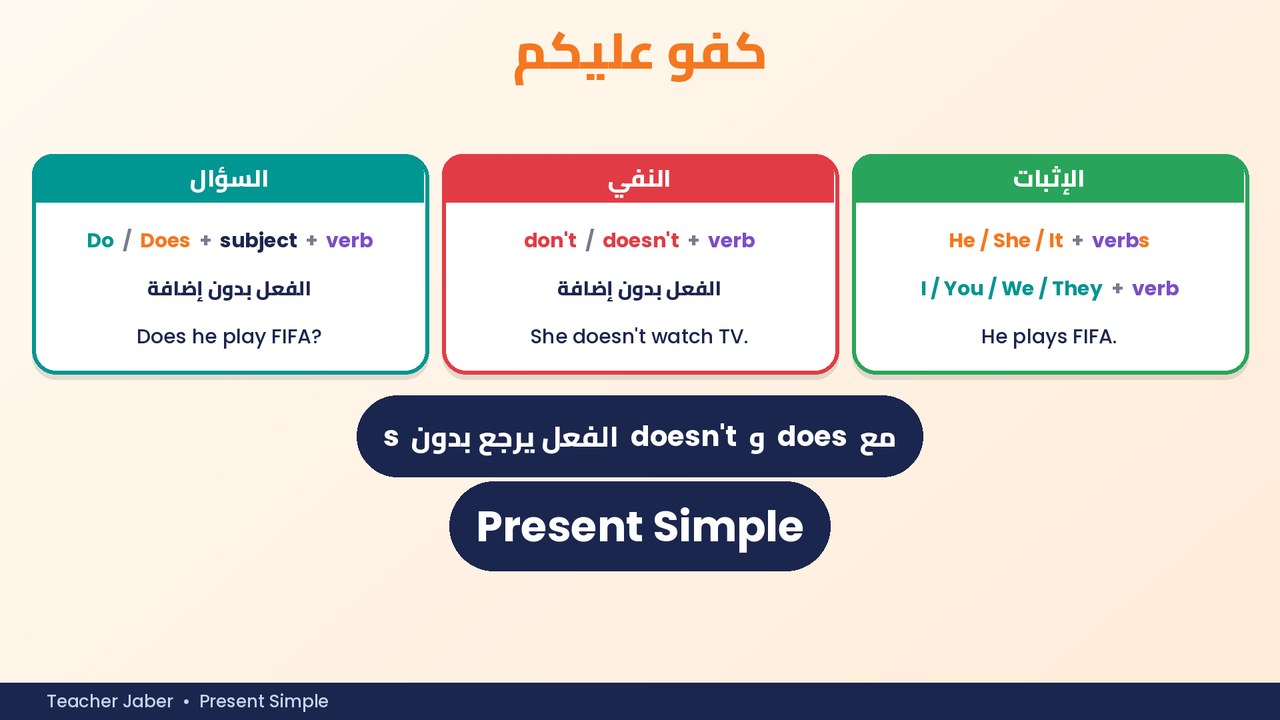 كفو عليكم
الإثبات
He / She / It + verbs
I / You / We / They + verb
He plays FIFA.
النفي
don't / doesn't + verb
الفعل بدون إضافة
She doesn't watch TV.
السؤال
Do / Does + subject + verb
الفعل بدون إضافة
Does he play FIFA?
مع does و doesn't الفعل يرجع بدون s
Present Simple
Teacher Jaber • Present Simple